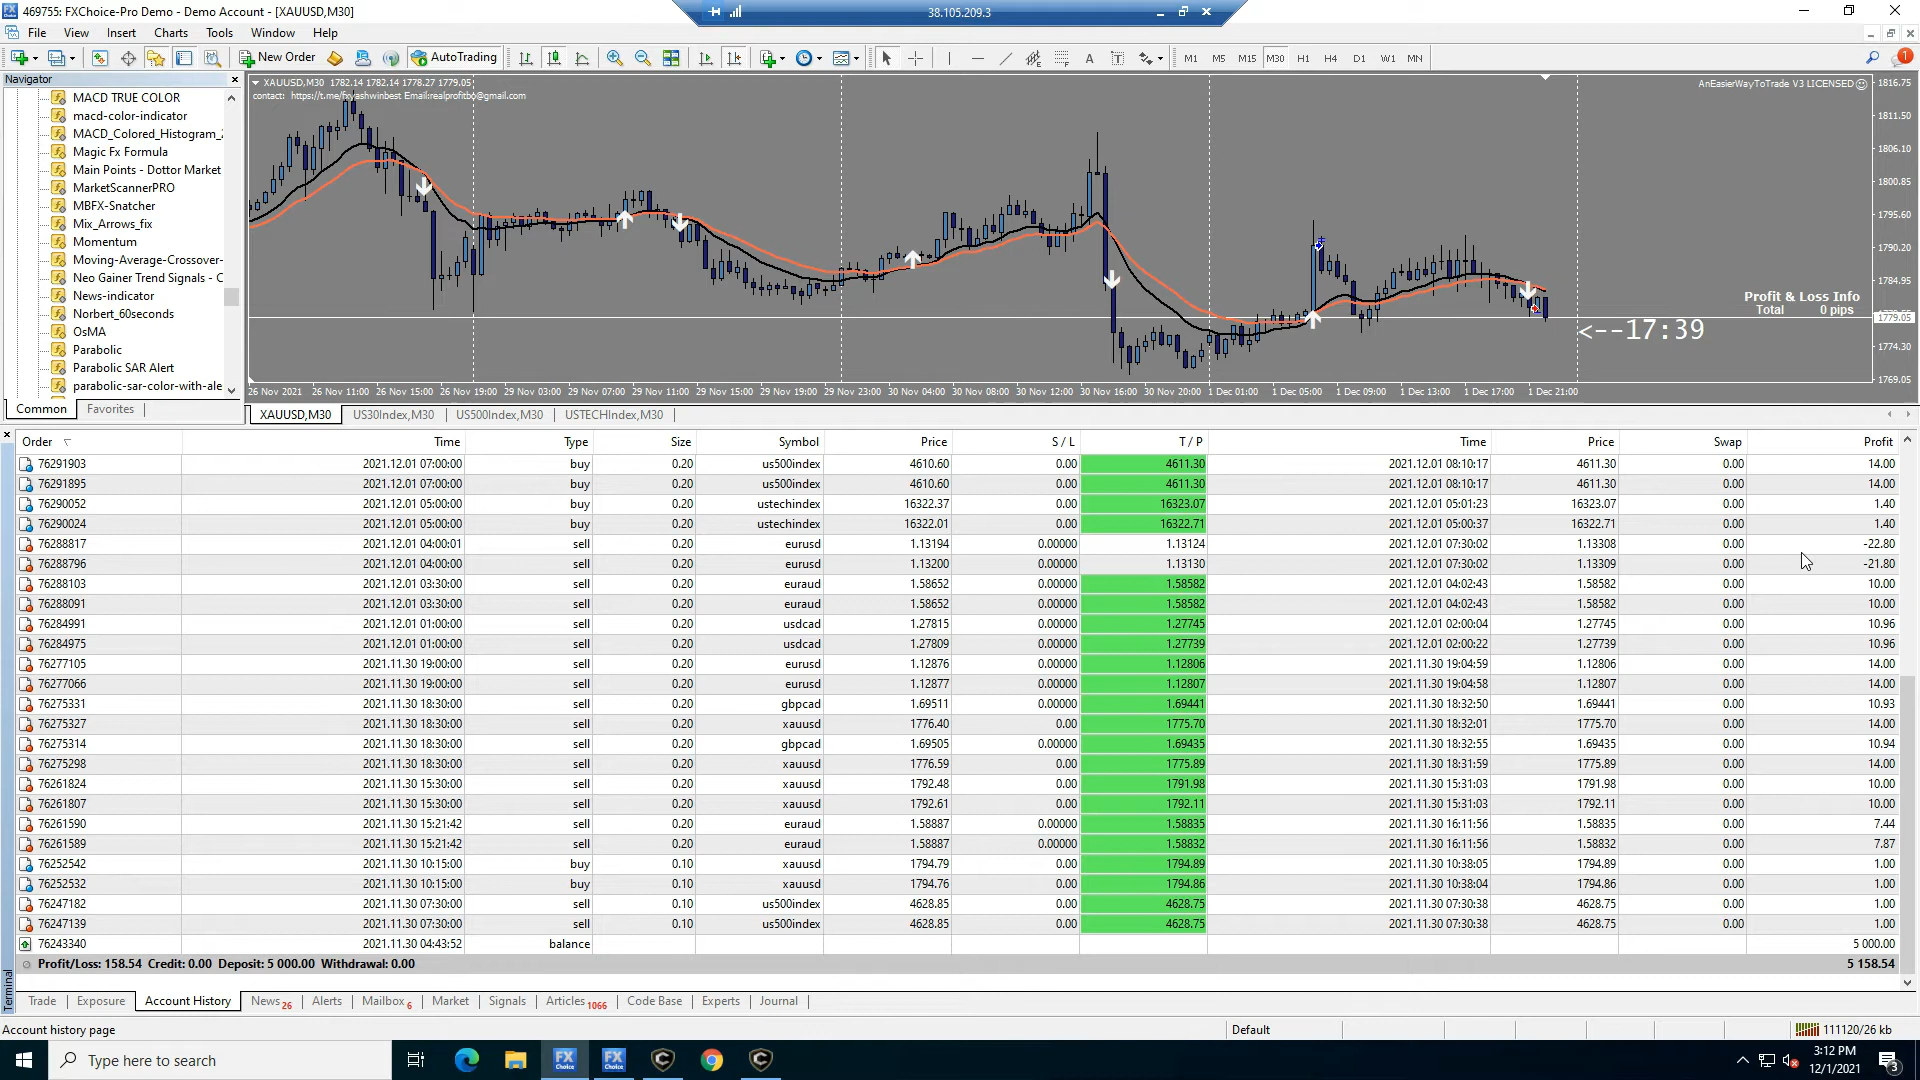 469755: FXChoice-Pro Demo - Demo Account - [XAUUSD,M30]
38.105.209.3
File View Insert Charts Tools Window Help
New Order AutoTrading A T M1 M5 M15 M30 H1 H4 D1 W1 MN 1
Navigator
MACD TRUE COLOR
macd-color-indicator
MACD_Colored_Histogram_
Magic Fx Formula
Main Points - Dottor Market
MarketScannerPRO
MBFX-Snatcher
Mix_Arrows_fix
Momentum
Moving-Average-Crossover-
Neo Gainer Trend Signals - C
News-indicator
Norbert_60seconds
OsMA
Parabolic
Parabolic SAR Alert
parabolic-sar-color-with-ale
Common Favorites
XAUUSD,M30 1782.14 1782.14 1778.27 1779.05
contact: https://t.me/fxyashwinbest Email:realprofitbo@gmail.com
AnEasierWayToTrade V3 LICENSED
1816.75
1811.50
1806.10
1800.85
1795.60
1790.20
1784.95
1779.05
1774.30
1769.05
Profit & Loss Info
Total 0 pips
<--17:39
26 Nov 2021 26 Nov 11:00 26 Nov 15:00 26 Nov 19:00 29 Nov 03:00 29 Nov 07:00 29 Nov 11:00 29 Nov 15:00 29 Nov 19:00 29 Nov 23:00 30 Nov 04:00 30 Nov 08:00 30 Nov 12:00 30 Nov 16:00 30 Nov 20:00 1 Dec 01:00 1 Dec 05:00 1 Dec 09:00 1 Dec 13:00 1 Dec 17:00 1 Dec 21:00
XAUUSD,M30 US30Index,M30 US500Index,M30 USTECHIndex,M30
Order Time Type Size Symbol Price S / L T / P Time Price Swap Profit
76291903 2021.12.01 07:00:00 buy 0.20 us500index 4610.60 0.00 4611.30 2021.12.01 08:10:17 4611.30 0.00 14.00
76291895 2021.12.01 07:00:00 buy 0.20 us500index 4610.60 0.00 4611.30 2021.12.01 08:10:17 4611.30 0.00 14.00
76290052 2021.12.01 05:00:00 buy 0.20 ustechindex 16322.37 0.00 16323.07 2021.12.01 05:01:23 16323.07 0.00 1.40
76290024 2021.12.01 05:00:00 buy 0.20 ustechindex 16322.01 0.00 16322.71 2021.12.01 05:00:37 16322.71 0.00 1.40
76288817 2021.12.01 04:00:01 sell 0.20 eurusd 1.13194 0.00000 1.13124 2021.12.01 07:30:02 1.13308 0.00 -22.80
76288796 2021.12.01 04:00:00 sell 0.20 eurusd 1.13200 0.00000 1.13130 2021.12.01 07:30:02 1.13309 0.00 -21.80
76288103 2021.12.01 03:30:00 sell 0.20 euraud 1.58652 0.00000 1.58582 2021.12.01 04:02:43 1.58582 0.00 10.00
76288091 2021.12.01 03:30:00 sell 0.20 euraud 1.58652 0.00000 1.58582 2021.12.01 04:02:43 1.58582 0.00 10.00
76284991 2021.12.01 01:00:00 sell 0.20 usdcad 1.27815 0.00000 1.27745 2021.12.01 02:00:04 1.27745 0.00 10.96
76284975 2021.12.01 01:00:00 sell 0.20 usdcad 1.27809 0.00000 1.27739 2021.12.01 02:00:22 1.27739 0.00 10.96
76277105 2021.11.30 19:00:00 sell 0.20 eurusd 1.12876 0.00000 1.12806 2021.11.30 19:04:59 1.12806 0.00 14.00
76277066 2021.11.30 19:00:00 sell 0.20 eurusd 1.12877 0.00000 1.12807 2021.11.30 19:04:58 1.12807 0.00 14.00
76275331 2021.11.30 18:30:00 sell 0.20 gbpcad 1.69511 0.00000 1.69441 2021.11.30 18:32:50 1.69441 0.00 10.93
76275327 2021.11.30 18:30:00 sell 0.20 xauusd 1776.40 0.00 1775.70 2021.11.30 18:32:01 1775.70 0.00 14.00
76275314 2021.11.30 18:30:00 sell 0.20 gbpcad 1.69505 0.00000 1.69435 2021.11.30 18:32:55 1.69435 0.00 10.94
76275298 2021.11.30 18:30:00 sell 0.20 xauusd 1776.59 0.00 1775.89 2021.11.30 18:31:59 1775.89 0.00 14.00
76261824 2021.11.30 15:30:00 sell 0.20 xauusd 1792.48 0.00 1791.98 2021.11.30 15:31:03 1791.98 0.00 10.00
76261807 2021.11.30 15:30:00 sell 0.20 xauusd 1792.61 0.00 1792.11 2021.11.30 15:31:03 1792.11 0.00 10.00
76261590 2021.11.30 15:21:42 sell 0.20 euraud 1.58887 0.00000 1.58835 2021.11.30 16:11:56 1.58835 0.00 7.44
76261589 2021.11.30 15:21:42 sell 0.20 euraud 1.58887 0.00000 1.58832 2021.11.30 16:11:56 1.58832 0.00 7.87
76252542 2021.11.30 10:15:00 buy 0.10 xauusd 1794.79 0.00 1794.89 2021.11.30 10:38:05 1794.89 0.00 1.00
76252532 2021.11.30 10:15:00 buy 0.10 xauusd 1794.76 0.00 1794.86 2021.11.30 10:38:04 1794.86 0.00 1.00
76247182 2021.11.30 07:30:00 sell 0.10 us500index 4628.85 0.00 4628.75 2021.11.30 07:30:38 4628.75 0.00 1.00
76247139 2021.11.30 07:30:00 sell 0.10 us500index 4628.85 0.00 4628.75 2021.11.30 07:30:38 4628.75 0.00 1.00
76243340 2021.11.30 04:43:52 balance 5 000.00
Profit/Loss: 158.54 Credit: 0.00 Deposit: 5 000.00 Withdrawal: 0.00 5 158.54
Terminal
Trade Exposure Account History News 26 Alerts Mailbox 6 Market Signals Articles 1066 Code Base Experts Journal
Account history page Default 111120/26 kb
Type here to search FX Choice FX Choice 3:12 PM
12/1/2021 3